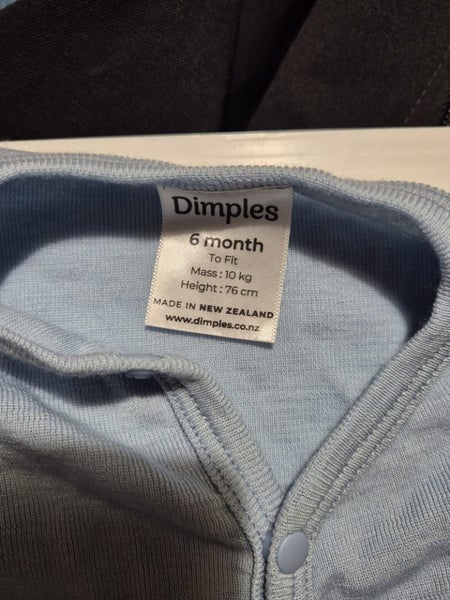 Dimples
6 month
To Fit
Mass : 10 kg
Height : 76 cm
MADE IN NEW ZEALAND
www.dimples.co.nz